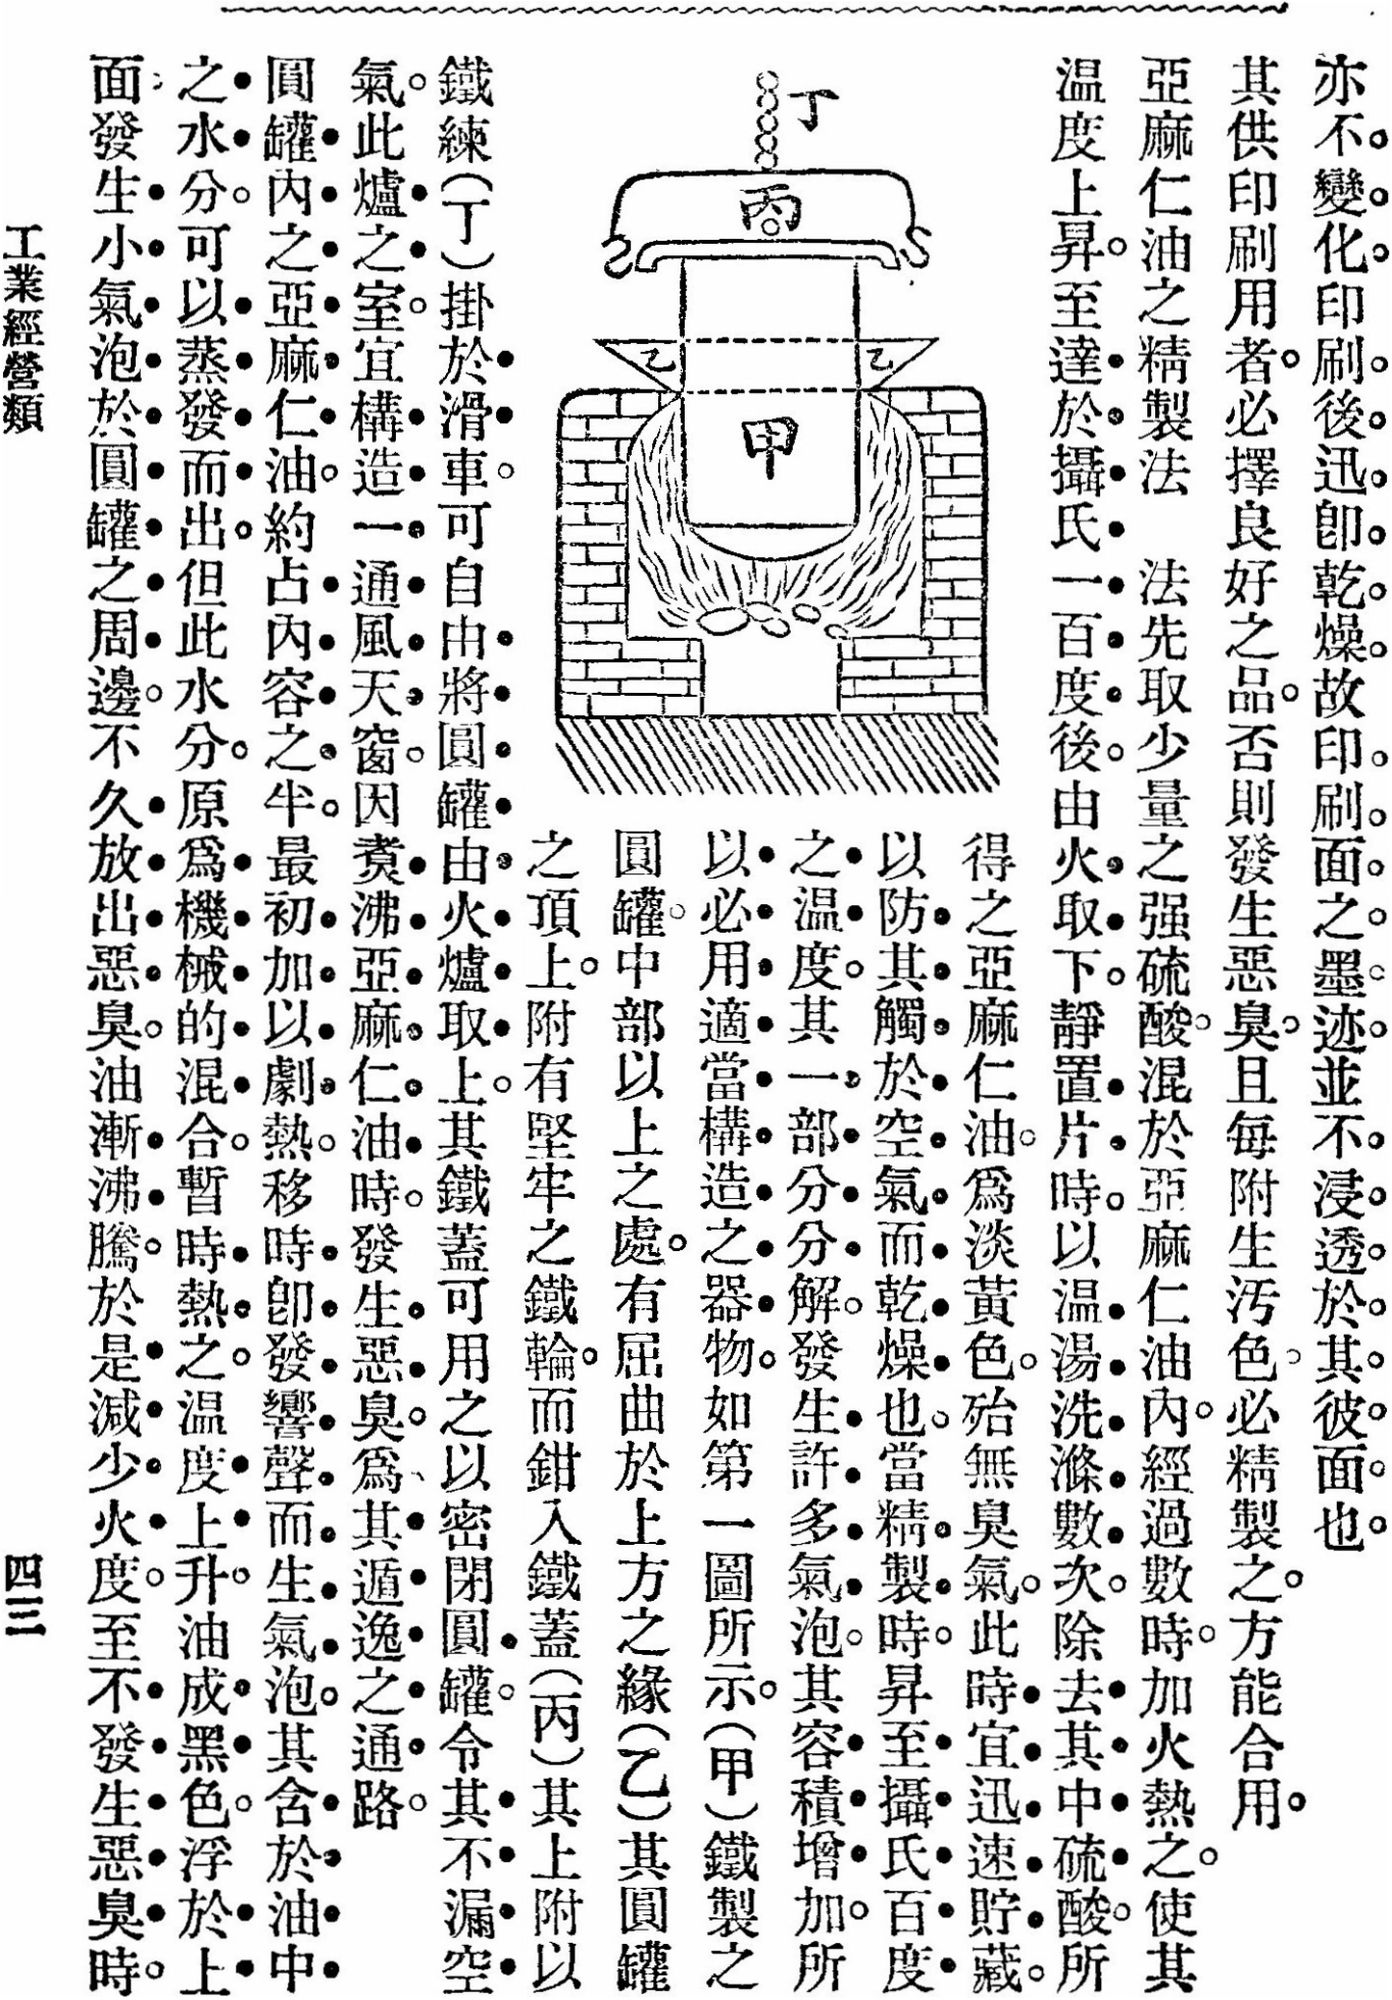 亦不變化印刷後迅卽乾燥故印刷面之墨迹並不浸透於其彼面也
其供印刷用者必擇良好之品否則發生惡臭且每附生汚色必精製之方能合用
亞麻仁油之精製法　法先取少量之强硫酸混於亞麻仁油內經過數時加火熱之使其
温度上昇至達於攝氏一百度後由火取下靜置片時以温湯洗滌數次除去其中硫酸所
得之亞麻仁油爲淡黃色殆無臭氣此時宜迅速貯藏
以防其觸於空氣而乾燥也當精製時昇至攝氏百度
之温度其一部分分解發生許多氣泡其容積增加所
以必用適當構造之器物如第一圖所示(甲)鐵製之
圓罐中部以上之處有屈曲於上方之緣(乙)其圓罐
之頂上附有堅牢之鐵輪而鉗入鐵蓋(丙)其上附以
鐵練(丁)掛於滑車可自由將圓罐由火爐取上其鐵蓋可用之以密閉圓罐令其不漏空
氣此爐之室宜構造一通風天窗因煑沸亞麻仁油時發生惡臭爲其遁逸之通路
圓罐內之亞麻仁油約占內容之半最初加以劇熱移時卽發響聲而生氣泡其含於油中
之水分可以蒸發而出但此水分原爲機械的混合暫時熱之温度上升油成黑色浮於上
面發生小氣泡於圓罐之周邊不久放出惡臭油漸沸騰於是減少火度至不發生惡臭時
丁
丙
乙
乙
甲
工業經營類
四三